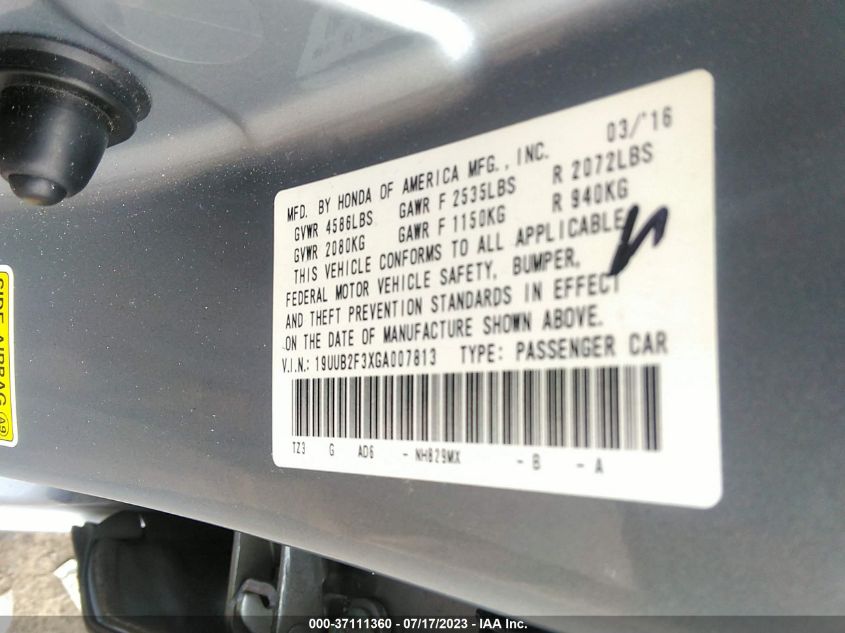 MFD. BY HONDA OF AMERICA MFG., INC. 03/'16
GVWR 4586LBS GAWR F 2535LBS R 2072LBS
GVWR 2080KG GAWR F 1150KG R 940KG
THIS VEHICLE CONFORMS TO ALL APPLICABLE
FEDERAL MOTOR VEHICLE SAFETY, BUMPER,
AND THEFT PREVENTION STANDARDS IN EFFECT
ON THE DATE OF MANUFACTURE SHOWN ABOVE.
V.I.N.: 19UUB2F3XGA007813 TYPE: PASSENGER CAR
TZ3 G AD6 - NH829MX - B - A
SIDE AIRBAG A9
000-37111360 / 07/17/2023 - IAA Inc.